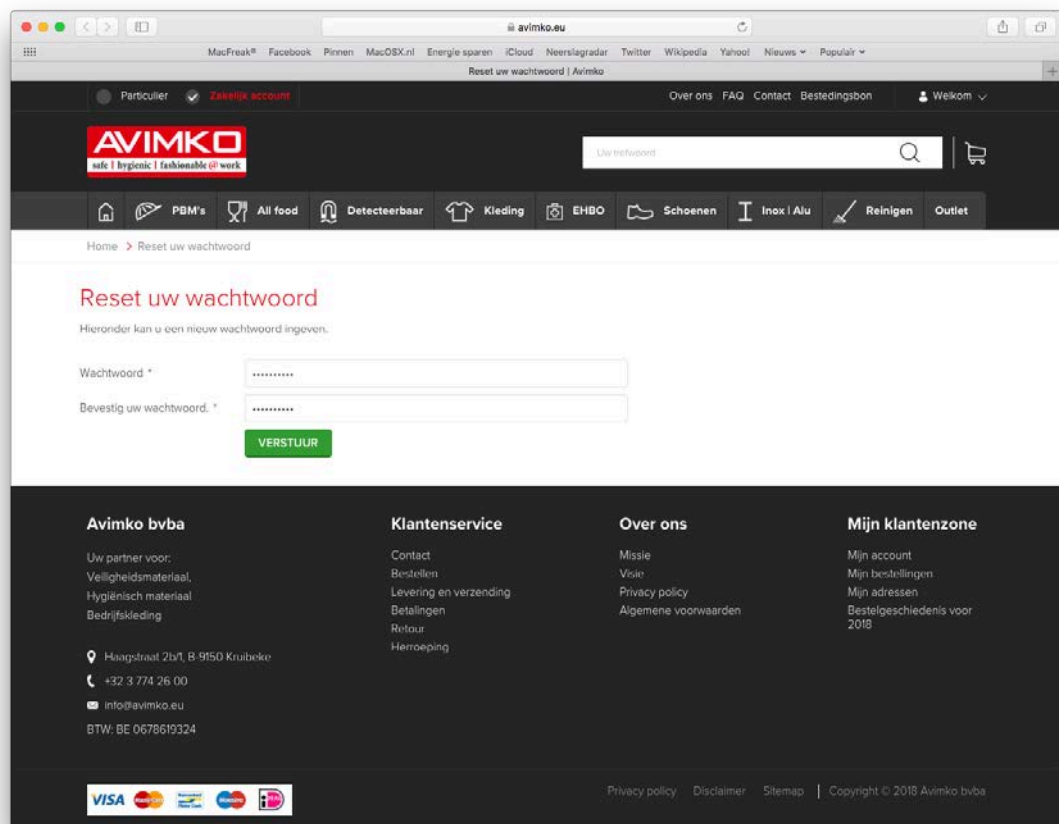 avimko.eu
MacFreak® Facebook Pinnen MacOSX.nl Energie sparen iCloud Neerslagradar Twitter Wikipedia Yahoo! Nieuws Populair
Reset uw wachtwoord | Avimko
Particulier Zakelijk account Over ons FAQ Contact Bestedingsbon Welkom
AVIMKO
safe | hygienic | fashionable @ work
Uw trefwoord
PBM's All food Detecteerbaar Kleding EHBO Schoenen Inox | Alu Reinigen Outlet
Home > Reset uw wachtwoord
Reset uw wachtwoord
Hieronder kan u een nieuw wachtwoord ingeven.
Wachtwoord * ••••••••••
Bevestig uw wachtwoord. * ••••••••••
VERSTUUR
Avimko bvba
Uw partner voor:
Veiligheidsmateriaal,
Hygiënisch materiaal
Bedrijfskleding
Haagstraat 2b/1, B-9150 Kruibeke
+32 3 774 26 00
info@avimko.eu
BTW: BE 0678619324
Klantenservice
Contact
Bestellen
Levering en verzending
Betalingen
Retour
Herroeping
Over ons
Missie
Visie
Privacy policy
Algemene voorwaarden
Mijn klantenzone
Mijn account
Mijn bestellingen
Mijn adressen
Bestelgeschiedenis voor
2018
VISA MasterCard Maestro
Privacy policy Disclaimer Sitemap | Copyright © 2018 Avimko bvba